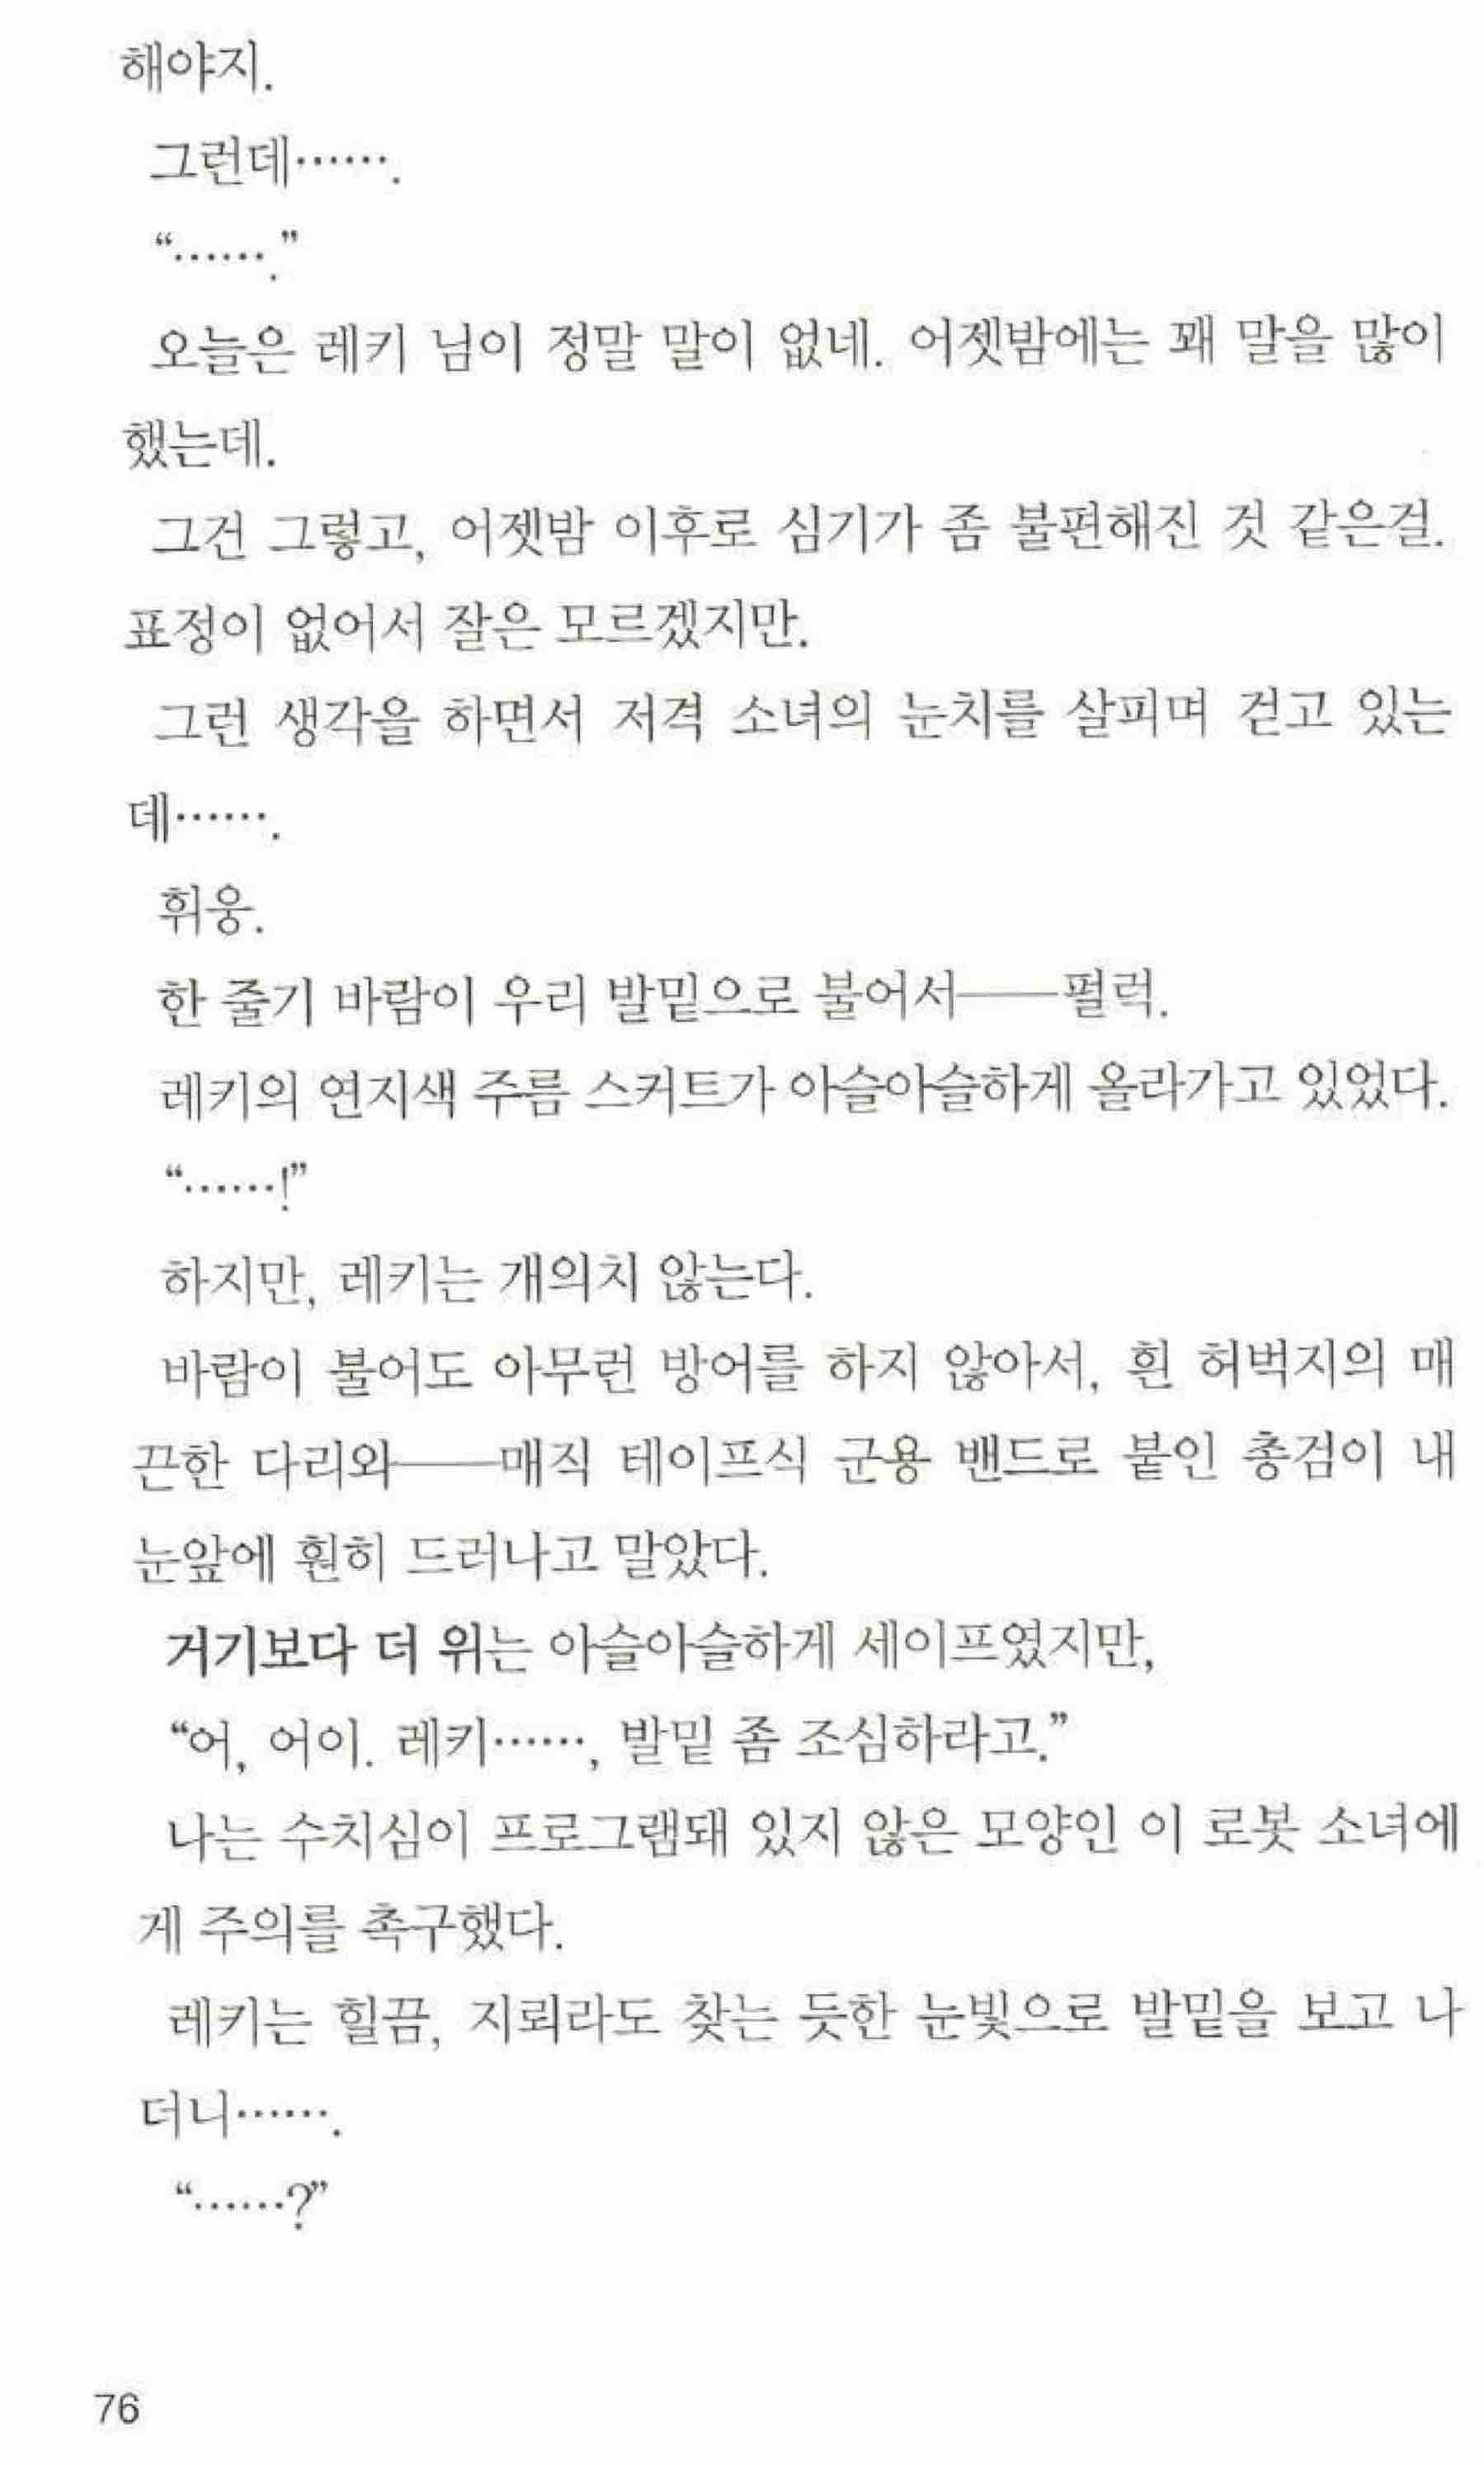 해야지.
그런데…….
“…….”
오늘은 레키 님이 정말 말이 없네. 어젯밤에는 꽤 말을 많이
했는데.
그건 그렇고, 어젯밤 이후로 심기가 좀 불편해진 것 같은걸.
표정이 없어서 잘은 모르겠지만.
그런 생각을 하면서 저격 소녀의 눈치를 살피며 걷고 있는
데…….
휘웅.
한 줄기 바람이 우리 발밑으로 불어서──펄럭.
레키의 연지색 주름 스커트가 아슬아슬하게 올라가고 있었다.
“……!”
하지만, 레키는 개의치 않는다.
바람이 불어도 아무런 방어를 하지 않아서, 흰 허벅지의 매
끈한 다리와──매직 테이프식 군용 밴드로 붙인 총검이 내
눈앞에 훤히 드러나고 말았다.
거기보다 더 위는 아슬아슬하게 세이프였지만,
“어, 어이. 레키……, 발밑 좀 조심하라고.”
나는 수치심이 프로그램돼 있지 않은 모양인 이 로봇 소녀에
게 주의를 촉구했다.
레키는 힐끔, 지뢰라도 찾는 듯한 눈빛으로 발밑을 보고 나
더니…….
“……?”
76